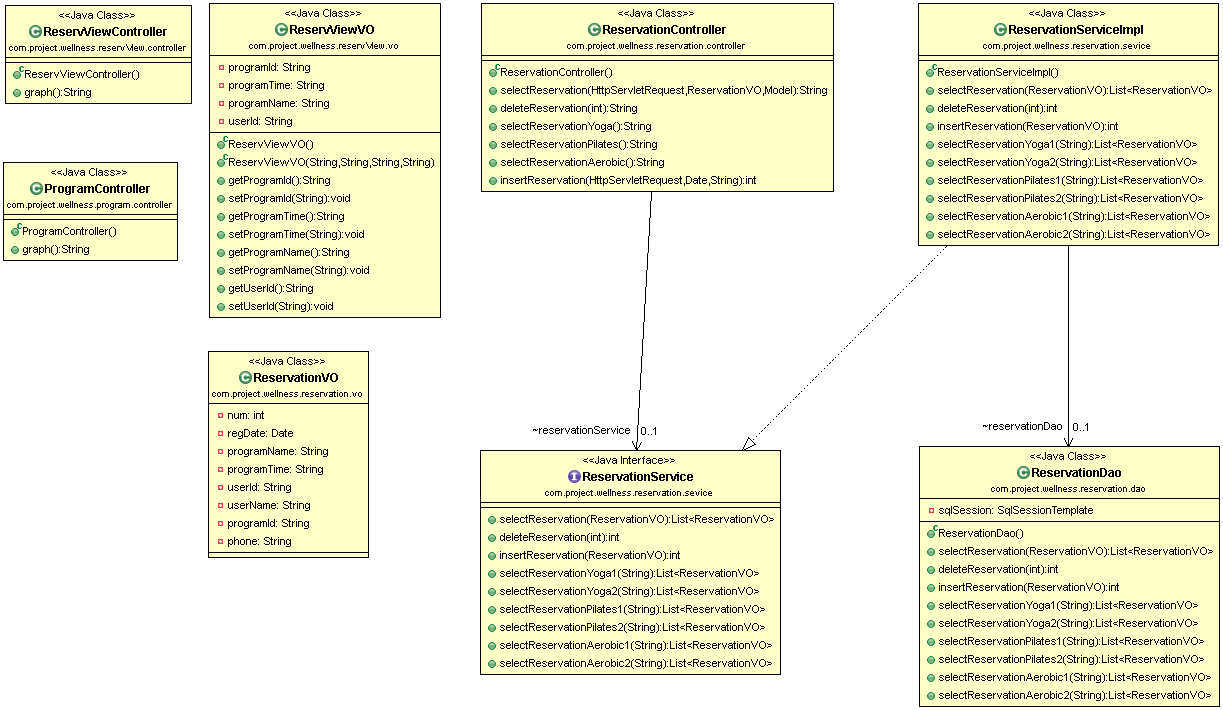 <<Java Class>>
ReservViewController
com.project.wellness.reservView.controller
ReservViewController()
graph():String
<<Java Class>>
ProgramController
com.project.wellness.program.controller
ProgramController()
graph():String
<<Java Class>>
ReservViewVO
com.project.wellness.reservView.vo
programId: String
programTime: String
programName: String
userId: String
ReservViewVO()
ReservViewVO(String,String,String,String)
getProgramId():String
setProgramId(String):void
getProgramTime():String
setProgramTime(String):void
getProgramName():String
setProgramName(String):void
getUserId():String
setUserId(String):void
<<Java Class>>
ReservationVO
com.project.wellness.reservation.vo
num: int
regDate: Date
programName: String
programTime: String
userId: String
userName: String
programId: String
phone: String
<<Java Class>>
ReservationController
com.project.wellness.reservation.controller
ReservationController()
selectReservation(HttpServletRequest,ReservationVO,Model):String
deleteReservation(int):String
selectReservationYoga():String
selectReservationPilates():String
selectReservationAerobic():String
insertReservation(HttpServletRequest,Date,String):int
~reservationService 0..1
<<Java Interface>>
ReservationService
com.project.wellness.reservation.sevice
selectReservation(ReservationVO):List<ReservationVO>
deleteReservation(int):int
insertReservation(ReservationVO):int
selectReservationYoga1(String):List<ReservationVO>
selectReservationYoga2(String):List<ReservationVO>
selectReservationPilates1(String):List<ReservationVO>
selectReservationPilates2(String):List<ReservationVO>
selectReservationAerobic1(String):List<ReservationVO>
selectReservationAerobic2(String):List<ReservationVO>
<<Java Class>>
ReservationServiceImpl
com.project.wellness.reservation.sevice
ReservationServiceImpl()
selectReservation(ReservationVO):List<ReservationVO>
deleteReservation(int):int
insertReservation(ReservationVO):int
selectReservationYoga1(String):List<ReservationVO>
selectReservationYoga2(String):List<ReservationVO>
selectReservationPilates1(String):List<ReservationVO>
selectReservationPilates2(String):List<ReservationVO>
selectReservationAerobic1(String):List<ReservationVO>
selectReservationAerobic2(String):List<ReservationVO>
~reservationDao 0..1
<<Java Class>>
ReservationDao
com.project.wellness.reservation.dao
sqlSession: SqlSessionTemplate
ReservationDao()
selectReservation(ReservationVO):List<ReservationVO>
deleteReservation(int):int
insertReservation(ReservationVO):int
selectReservationYoga1(String):List<ReservationVO>
selectReservationYoga2(String):List<ReservationVO>
selectReservationPilates1(String):List<ReservationVO>
selectReservationPilates2(String):List<ReservationVO>
selectReservationAerobic1(String):List<ReservationVO>
selectReservationAerobic2(String):List<ReservationVO>